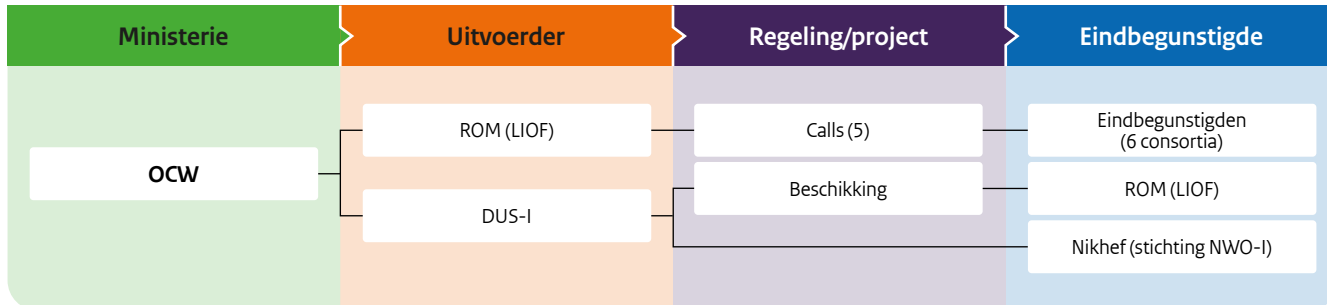 Ministerie
Uitvoerder
Regeling/project
Eindbegunstigde
OCW
ROM (LIOF)
DUS-I
Calls (5)
Beschikking
Eindbegunstigden
(6 consortia)
ROM (LIOF)
Nikhef (stichting NWO-I)